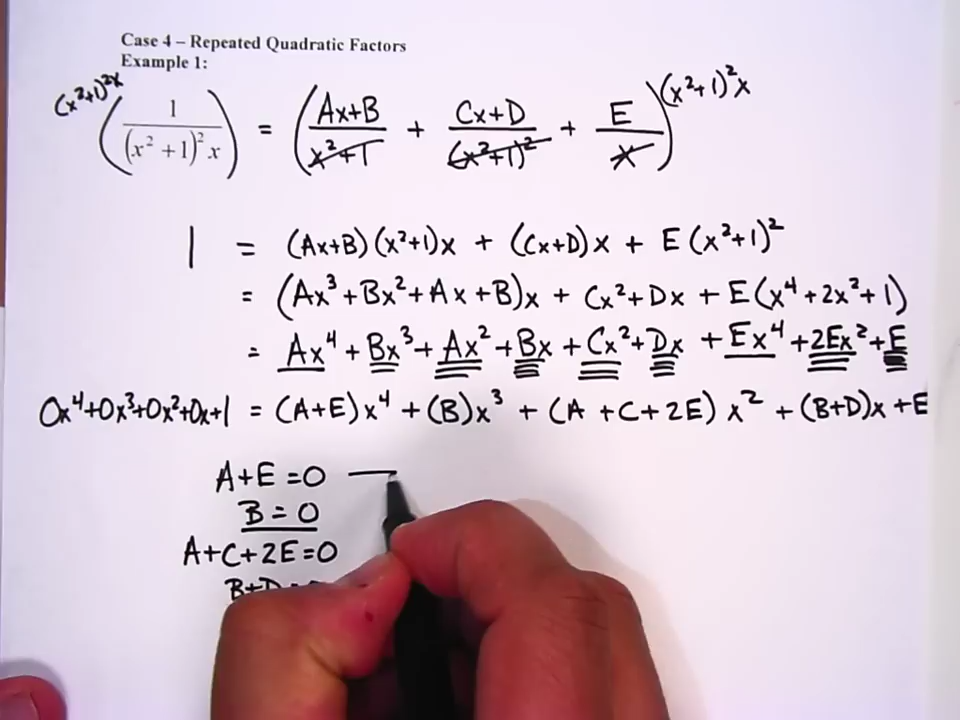 Case 4 – Repeated Quadratic Factors
Example 1:
(x²+1)²x ( 1 / (x² + 1)² x ) = ( Ax+B / x²+1 + Cx+D / (x²+1)² + E / x ) (x²+1)²x
1 = (Ax+B)(x²+1)x + (Cx+D)x + E(x²+1)²
= (Ax³+Bx²+Ax+B)x + Cx²+Dx + E(x⁴+2x²+1)
= Ax⁴+Bx³+Ax²+Bx+Cx²+Dx+Ex⁴+2Ex²+E
0x⁴+0x³+0x²+0x+1 = (A+E)x⁴+(B)x³+(A+C+2E)x²+(B+D)x+E
A+E=0
B=0
A+C+2E=0
B+D=